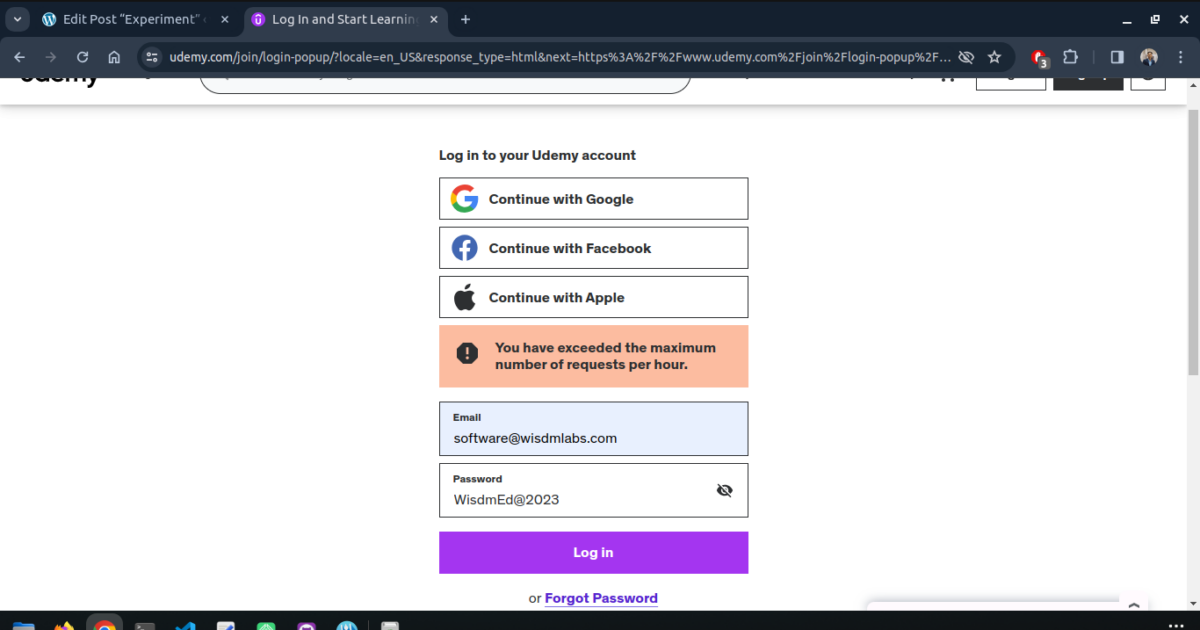 Edit Post “Experiment”
Log In and Start Learning
udemy.com/join/login-popup/?locale=en_US&response_type=html&next=https%3A%2F%2Fwww.udemy.com%2Fjoin%2Flogin-popup%2F...
3
udemy
Log in to your Udemy account
Continue with Google
Continue with Facebook
Continue with Apple
You have exceeded the maximum
number of requests per hour.
Email
software@wisdmlabs.com
Password
WisdmEd@2023
Log in
or Forgot Password